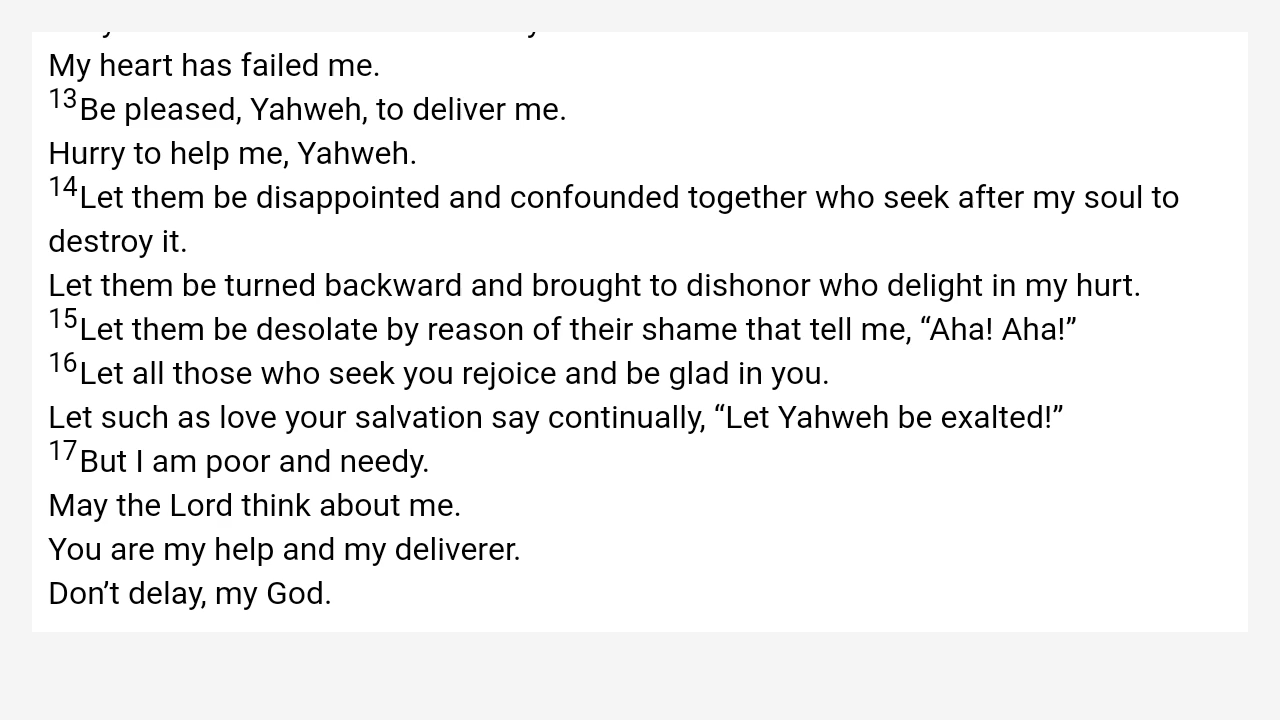 My heart has failed me.
13Be pleased, Yahweh, to deliver me.
Hurry to help me, Yahweh.
14Let them be disappointed and confounded together who seek after my soul to
destroy it.
Let them be turned backward and brought to dishonor who delight in my hurt.
15Let them be desolate by reason of their shame that tell me, “Aha! Aha!”
16Let all those who seek you rejoice and be glad in you.
Let such as love your salvation say continually, “Let Yahweh be exalted!”
17But I am poor and needy.
May the Lord think about me.
You are my help and my deliverer.
Don’t delay, my God.